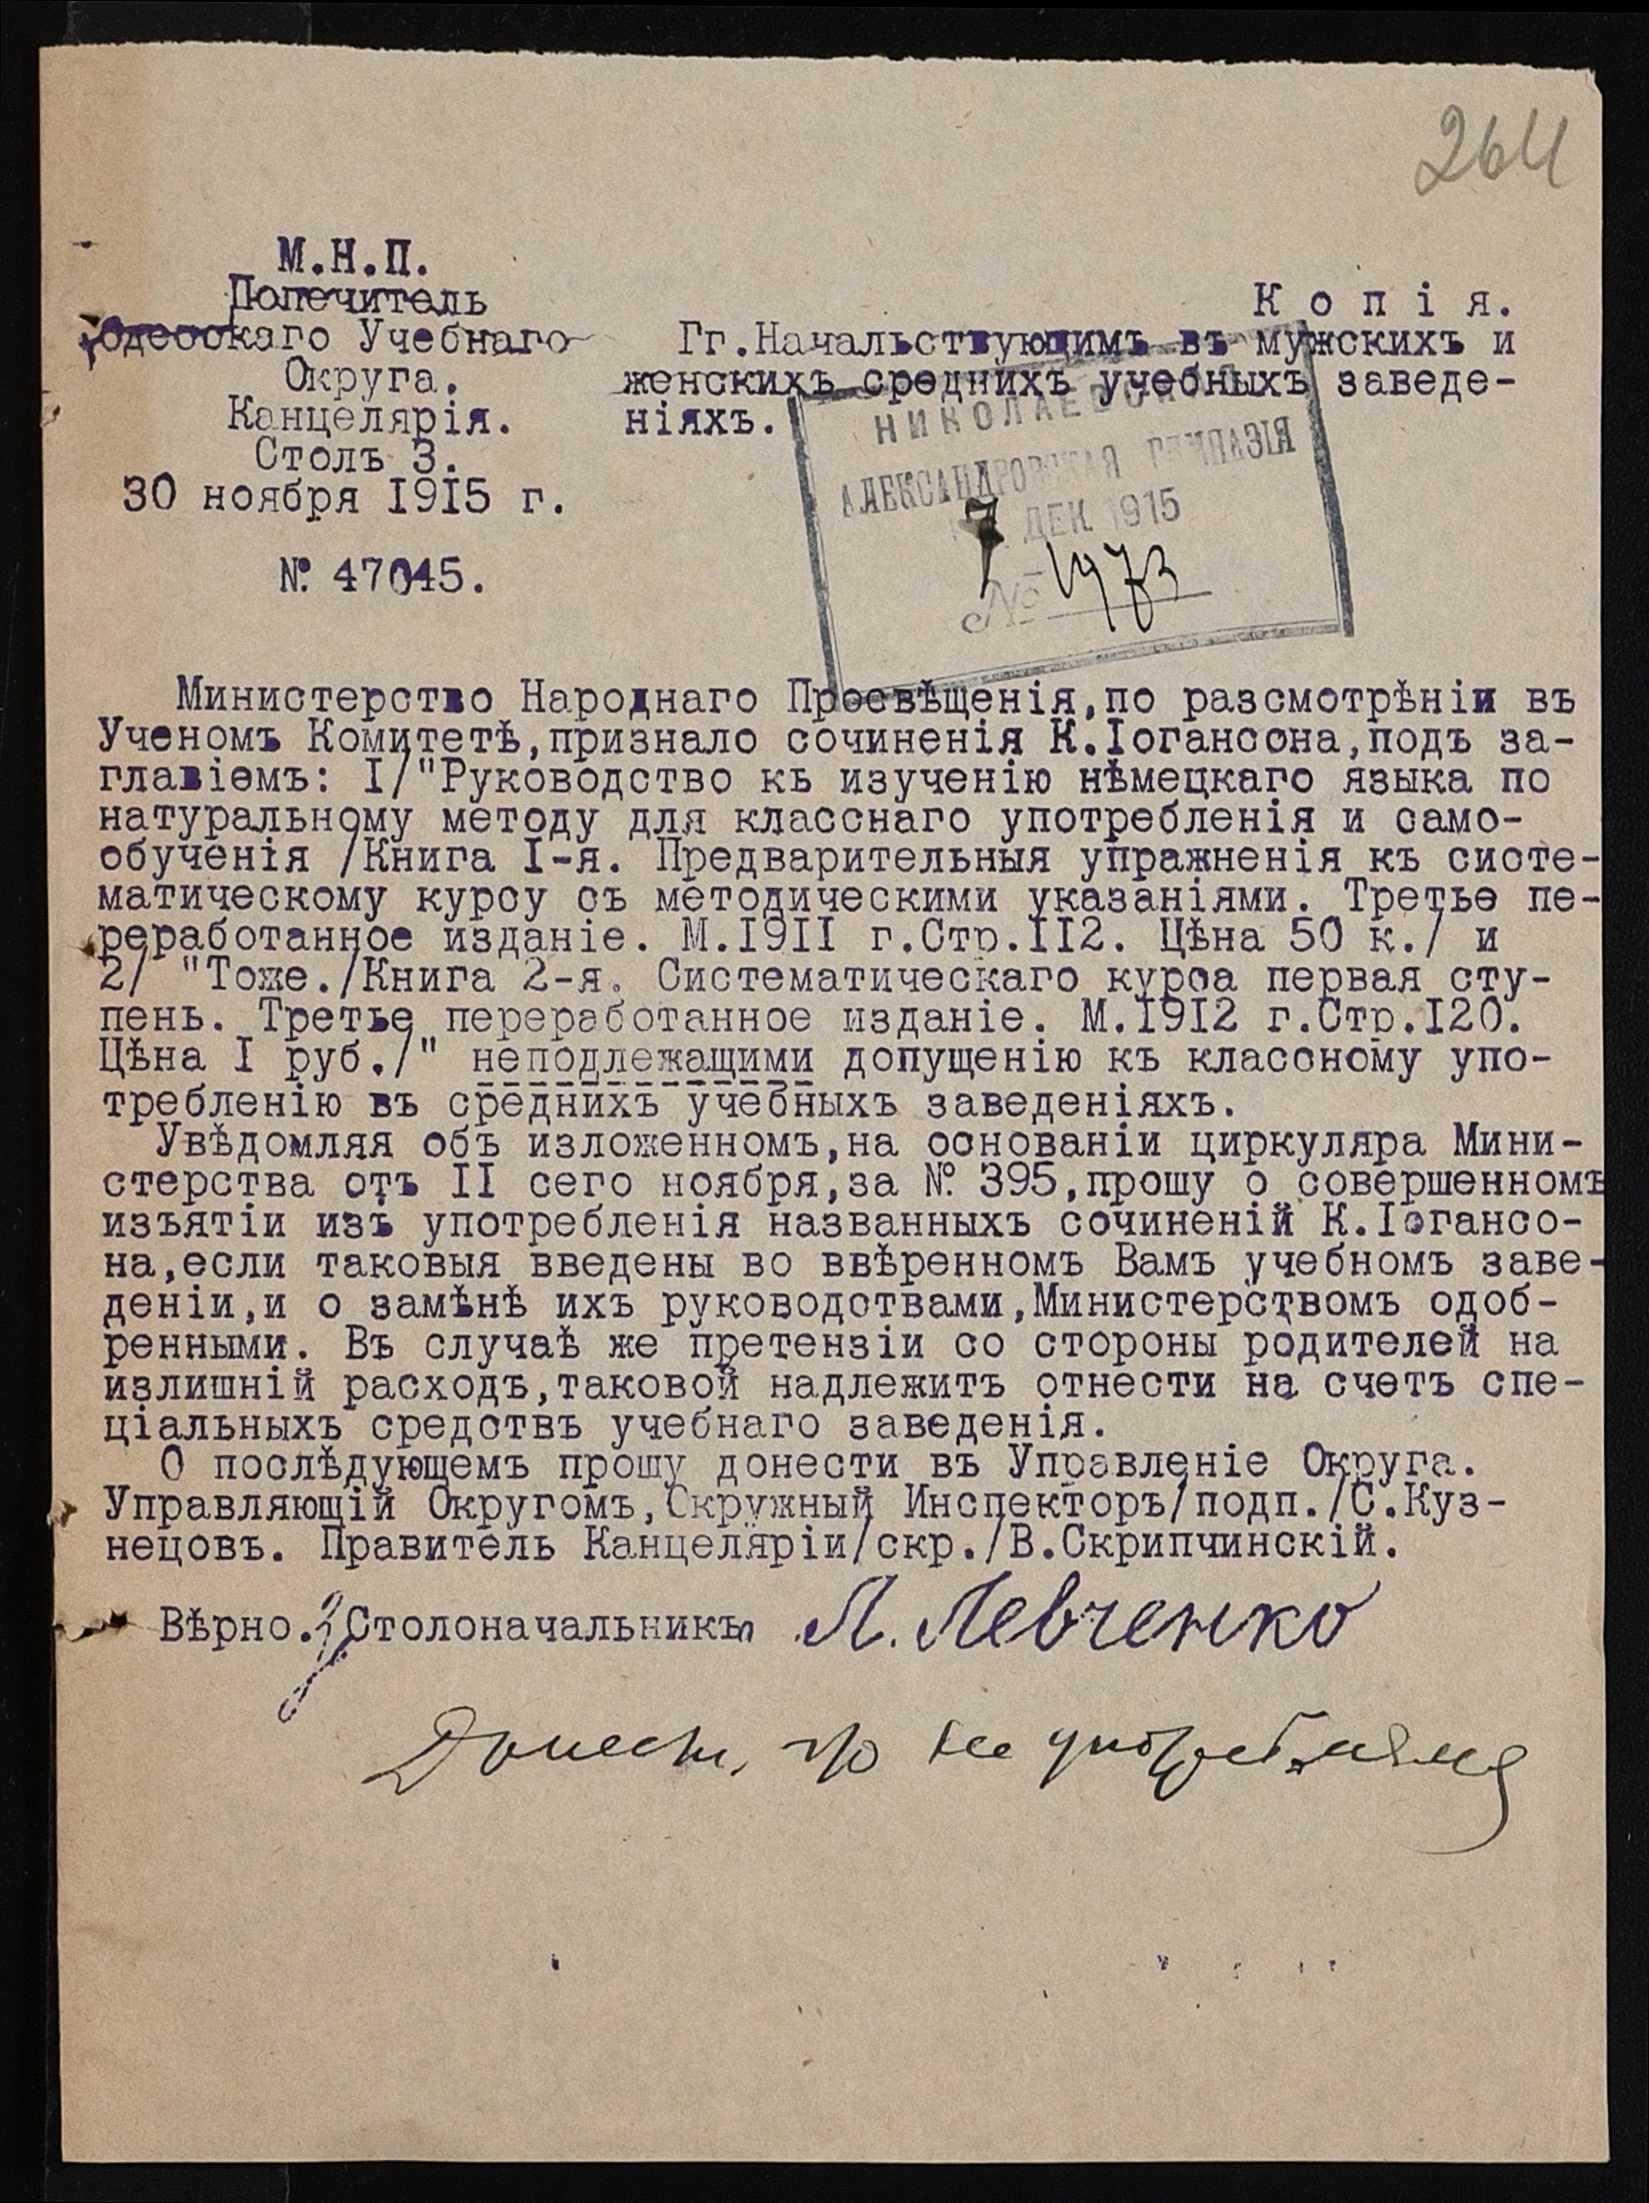 264
М.Н.П.
Попечитель
Одесскаго Учебнаго
Округа.
Канцелярія.
Столъ 3.
30 ноября I9I5 г.
№ 47045.
К о п і я.
Гг.Начальствующимъ въ мужскихъ и
женскихъ среднихъ учебныхъ заведе-
ніяхъ.
НИКОЛАЕВСКАЯ
АЛЕКСАНДРОВСКАЯ ГИМНАЗІЯ
7 ДЕК. 1915
№ 1973
Министерство Народнаго Просвѣщенія,по разсмотрѣніи въ
Ученомъ Комитетѣ,признало сочиненія К.Іогансона,подъ за-
главіемъ: I/"Руководство къ изученію нѣмецкаго языка по
натуральному методу для класснаго употребленія и само-
обученія /Книга I-я. Предварительныя упражненія къ систе-
матическому курсу съ методическими указаніями. Третье пе-
реработанное изданіе. М.I9II г.Стр.II2. Цѣна 50 к./ и
2/ "Тоже./Книга 2-я. Систематическаго курса первая сту-
пень. Третье переработанное изданіе. М.I9I2 г.Стр.I20.
Цѣна I руб./" неподлежащими допущенію къ классному упо-
требленію въ среднихъ учебныхъ заведеніяхъ.
Увѣдомляя объ изложенномъ,на основаніи циркуляра Мини-
стерства отъ II сего ноября,за № 395,прошу о совершенномъ
изъятіи изъ употребленія названныхъ сочиненій К.Іогансо-
на,если таковыя введены во ввѣренномъ Вамъ учебномъ заве-
деніи,и о замѣнѣ ихъ руководствами,Министерствомъ одоб-
ренными. Въ случаѣ же претензіи со стороны родителей на
излишній расходъ,таковой надлежитъ отнести на счетъ спе-
ціальныхъ средствъ учебнаго заведенія.
О послѣдующемъ прошу донести въ Управленіе Округа.
Управляющій Округомъ,Окружный Инспекторъ/подп./С.Куз-
нецовъ. Правитель Канцеляріи/скр./В.Скрипчинскій.
Вѣрно. Столоначальникъ Л. Левченко
Донести, что не употреблялись